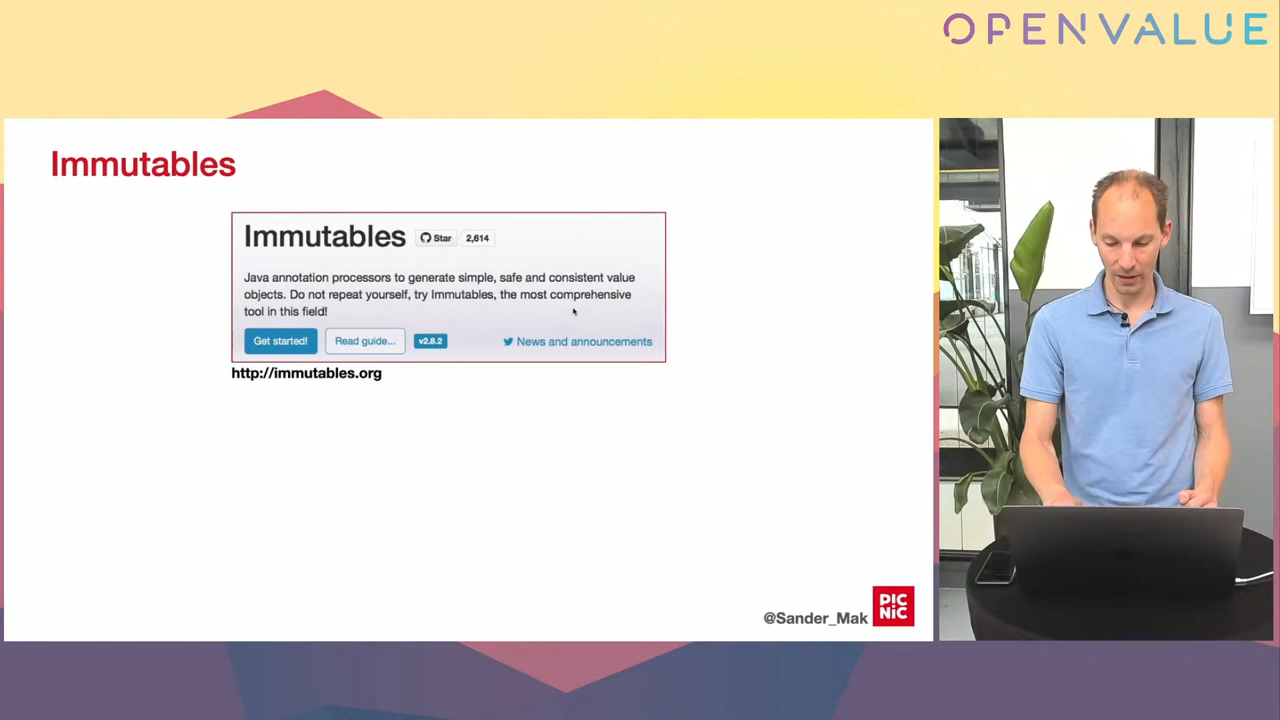 OPENVALUE
Immutables
Immutables Star 2,614
Java annotation processors to generate simple, safe and consistent value
objects. Do not repeat yourself, try Immutables, the most comprehensive
tool in this field!
Get started! Read guide... v2.8.2 News and announcements
http://immutables.org
@Sander_Mak
PIC
NIC